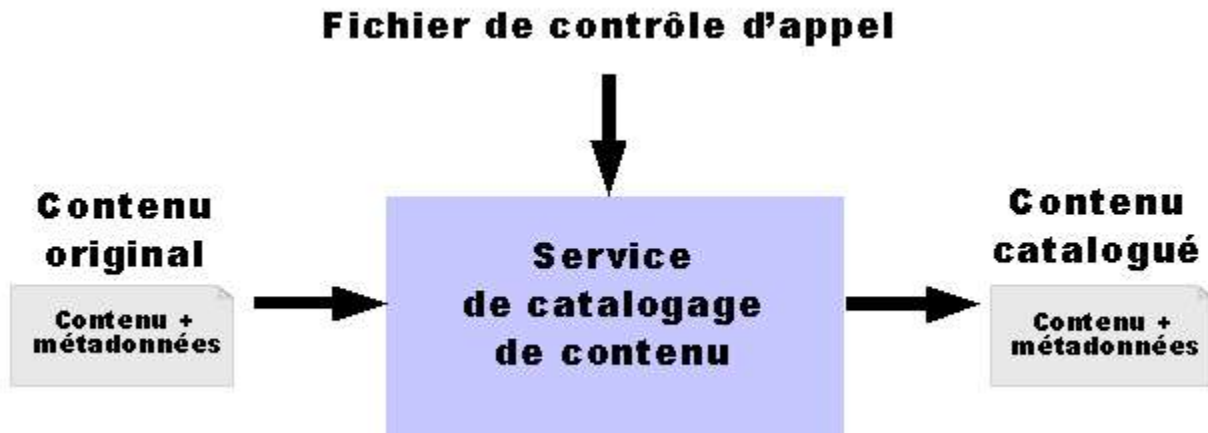 Fichier de contrôle d'appel
Contenu
original
Contenu +
métadonnées
Service
de catalogage
de contenu
Contenu
catalogué
Contenu +
métadonnées